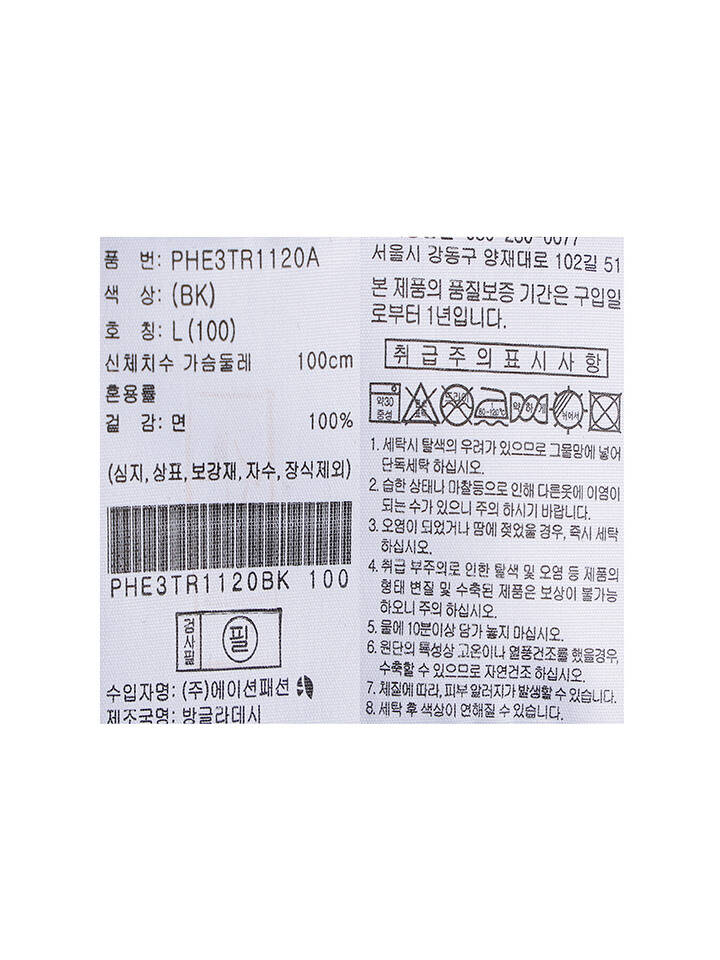 품 번: PHE3TR1120A
색 상: (BK)
호 칭: L (100)
신체치수 가슴둘레 100cm
혼용률
겉 감: 면 100%
(심지, 상표, 보강재, 자수, 장식제외)
PHE3TR1120BK 100
검사필
필
수입자명: (주)에이션패션
제조국명: 방글라데시
서울시 강동구 양재대로 102길 51
본 제품의 품질보증 기간은 구입일
로부터 1년입니다.
취급주의표시사항
약30
중성
드라이
80~120℃
약하게
뉘어서
1. 세탁시 탈색의 우려가 있으므로 그물망에 넣어
단독세탁 하십시오.
2. 습한 상태나 마찰등으로 인해 다른옷에 이염이
되는 수가 있으니 주의 하시기 바랍니다.
3. 오염이 되었거나 땀에 젖었을 경우, 즉시 세탁
하십시오.
4. 취급 부주의로 인한 탈색 및 오염 등 제품의
형태 변질 및 수축된 제품은 보상이 불가능
하오니 주의 하십시오.
5. 물에 10분이상 담가 놓지 마십시오.
6. 원단의 특성상 고온이나 열풍건조를 했을경우,
수축할 수 있으므로 자연건조 하십시오.
7. 체질에 따라, 피부 알러지가 발생할 수 있습니다.
8. 세탁 후 색상이 연해질 수 있습니다.